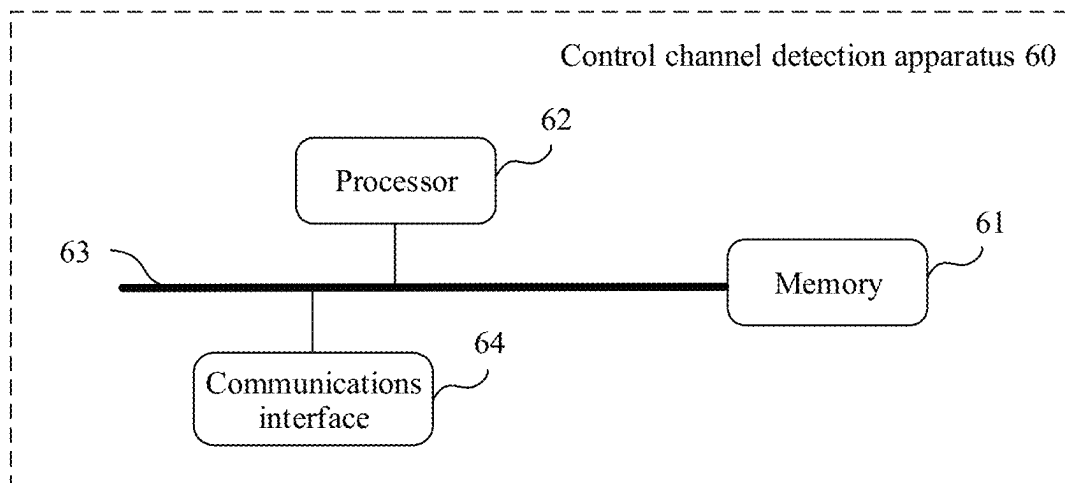 Control channel detection apparatus 60
62
Processor
63
61
Memory
64
Communications
interface